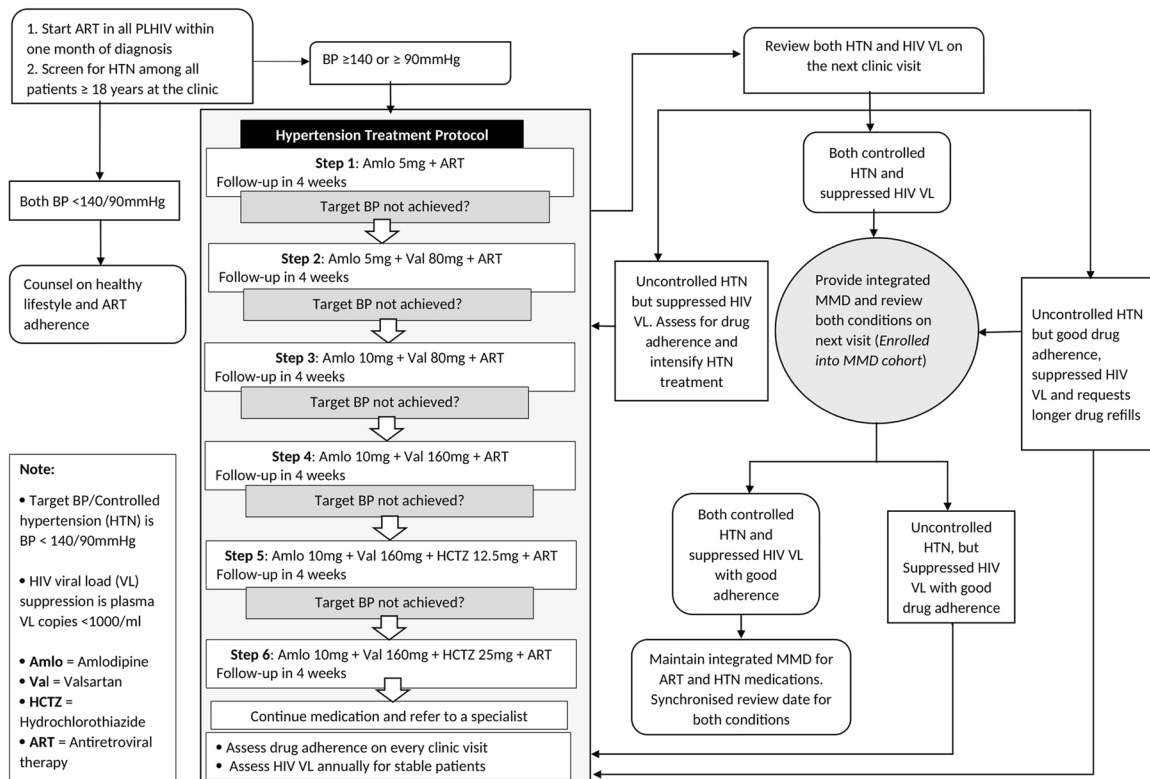 1. Start ART in all PLHIV within
one month of diagnosis
2. Screen for HTN among all
patients ≥ 18 years at the clinic
BP ≥140 or ≥ 90mmHg
Both BP <140/90mmHg
Counsel on healthy
lifestyle and ART
adherence
Note:
• Target BP/Controlled
hypertension (HTN) is
BP < 140/90mmHg
• HIV viral load (VL)
suppression is plasma
VL copies <1000/ml
• Amlo = Amlodipine
• Val = Valsartan
• HCTZ =
Hydrochlorothiazide
• ART = Antiretroviral
therapy
Hypertension Treatment Protocol
Step 1: Amlo 5mg + ART
Follow-up in 4 weeks
Target BP not achieved?
Step 2: Amlo 5mg + Val 80mg + ART
Follow-up in 4 weeks
Target BP not achieved?
Step 3: Amlo 10mg + Val 80mg + ART
Follow-up in 4 weeks
Target BP not achieved?
Step 4: Amlo 10mg + Val 160mg + ART
Follow-up in 4 weeks
Target BP not achieved?
Step 5: Amlo 10mg + Val 160mg + HCTZ 12.5mg + ART
Follow-up in 4 weeks
Target BP not achieved?
Step 6: Amlo 10mg + Val 160mg + HCTZ 25mg + ART
Follow-up in 4 weeks
Continue medication and refer to a specialist
• Assess drug adherence on every clinic visit
• Assess HIV VL annually for stable patients
Review both HTN and HIV VL on
the next clinic visit
Both controlled
HTN and
suppressed HIV VL
Uncontrolled HTN
but suppressed HIV
VL. Assess for drug
adherence and
intensify HTN
treatment
Provide integrated
MMD and review
both conditions on
next visit (Enrolled
into MMD cohort)
Uncontrolled HTN
but good drug
adherence,
suppressed HIV
VL and requests
longer drug refills
Both controlled
HTN and
suppressed HIV VL
with good
adherence
Uncontrolled
HTN, but
Suppressed HIV
VL with good
drug adherence
Maintain integrated MMD for
ART and HTN medications.
Synchronised review date for
both conditions